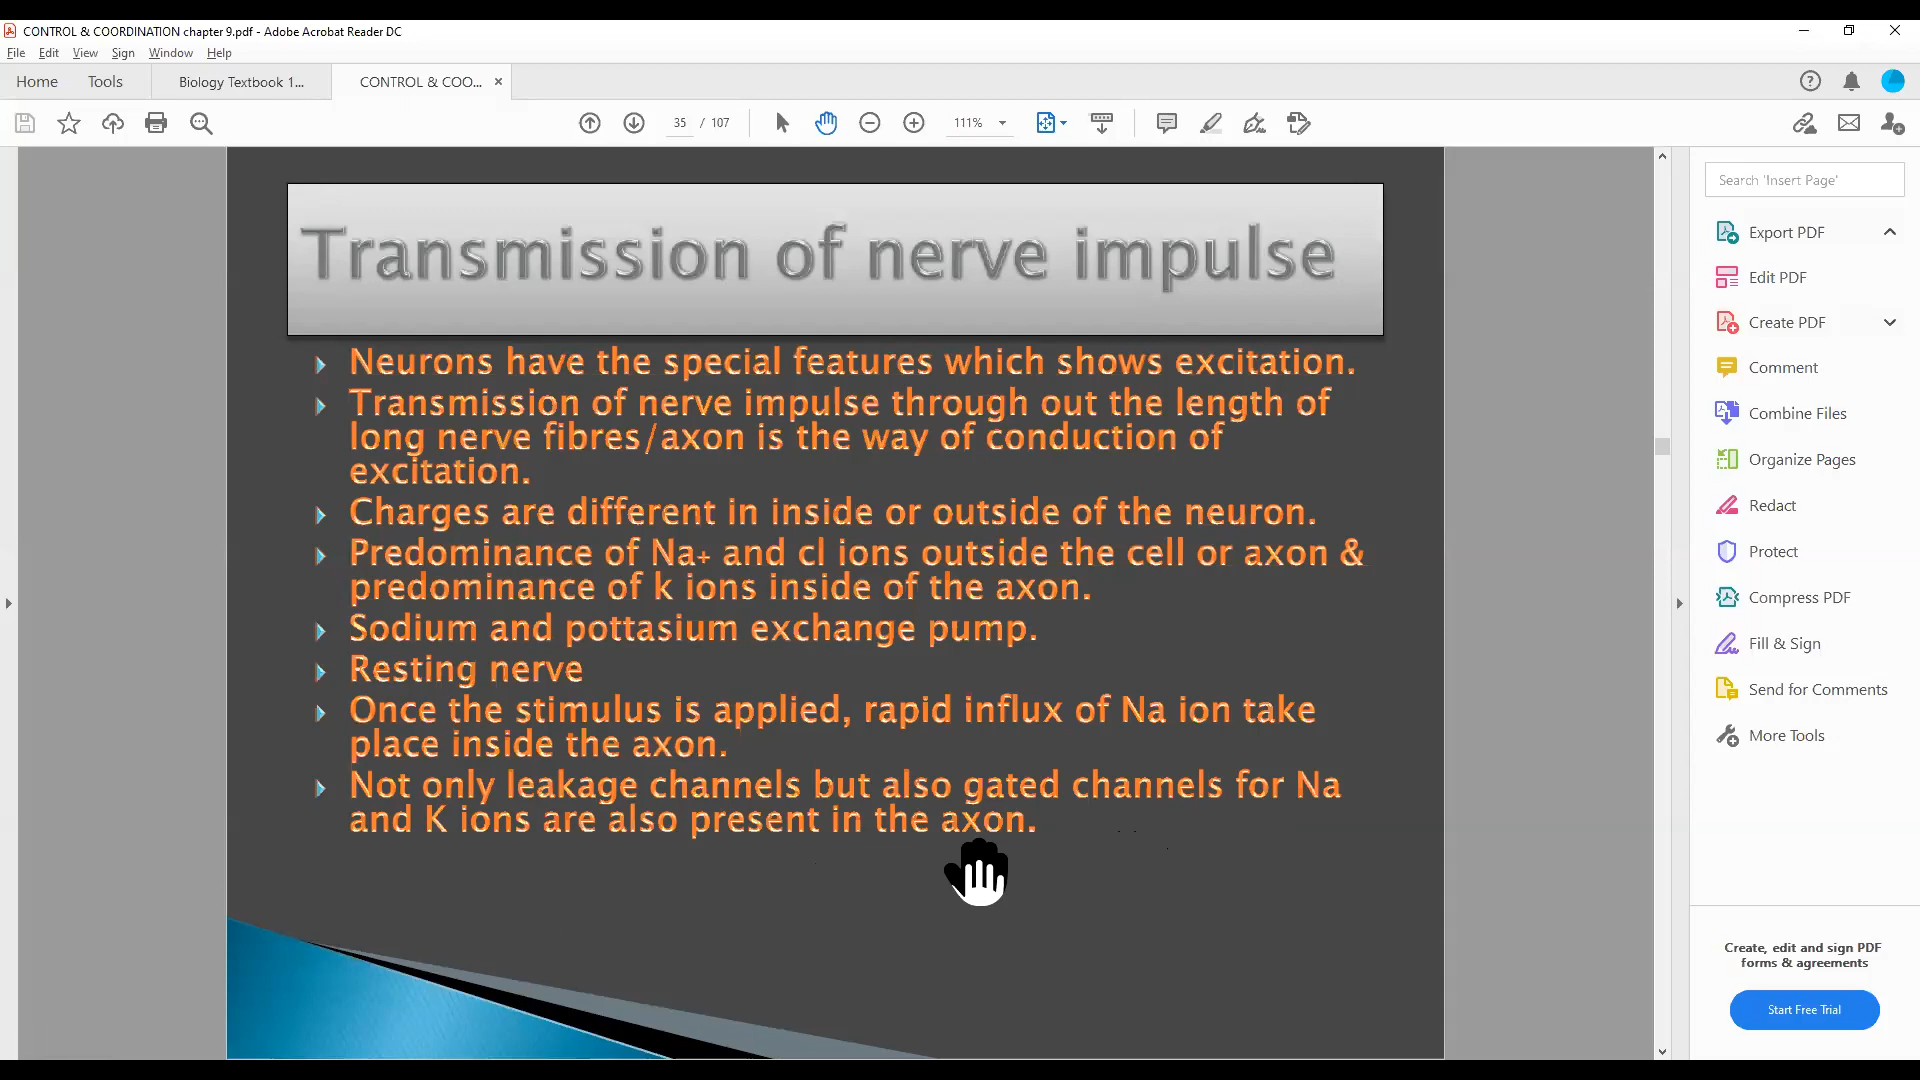 CONTROL & COORDINATION chapter 9.pdf - Adobe Acrobat Reader DC
File Edit View Sign Window Help
Home Tools Biology Textbook 1... CONTROL & COO... ×
35 / 107 111%
Transmission of nerve impulse
Neurons have the special features which shows excitation.
Transmission of nerve impulse through out the length of
long nerve fibres/axon is the way of conduction of
excitation.
Charges are different in inside or outside of the neuron.
Predominance of Na+ and cl ions outside the cell or axon &
predominance of k ions inside of the axon.
Sodium and pottasium exchange pump.
Resting nerve
Once the stimulus is applied, rapid influx of Na ion take
place inside the axon.
Not only leakage channels but also gated channels for Na
and K ions are also present in the axon.
Search 'Insert Page'
Export PDF
Edit PDF
Create PDF
Comment
Combine Files
Organize Pages
Redact
Protect
Compress PDF
Fill & Sign
Send for Comments
More Tools
Create, edit and sign PDF
forms & agreements
Start Free Trial